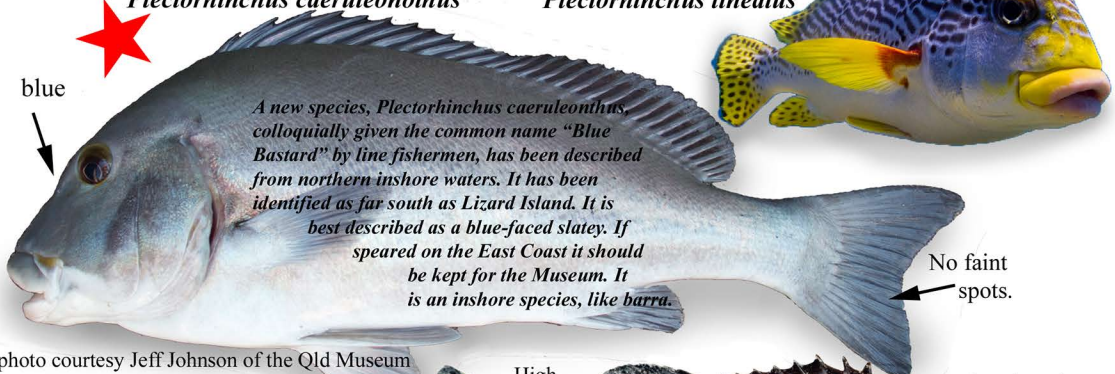 Plectorhinchus caeruleonothus
Plectorhinchus lineatus
blue
A new species, Plectorhinchus caeruleonthus,
colloquially given the common name “Blue
Bastard” by line fishermen, has been described
from northern inshore waters. It has been
identified as far south as Lizard Island. It is
best described as a blue-faced slatey. If
speared on the East Coast it should
be kept for the Museum. It
is an inshore species, like barra.
No faint
spots.
photo courtesy Jeff Johnson of the Qld Museum
High